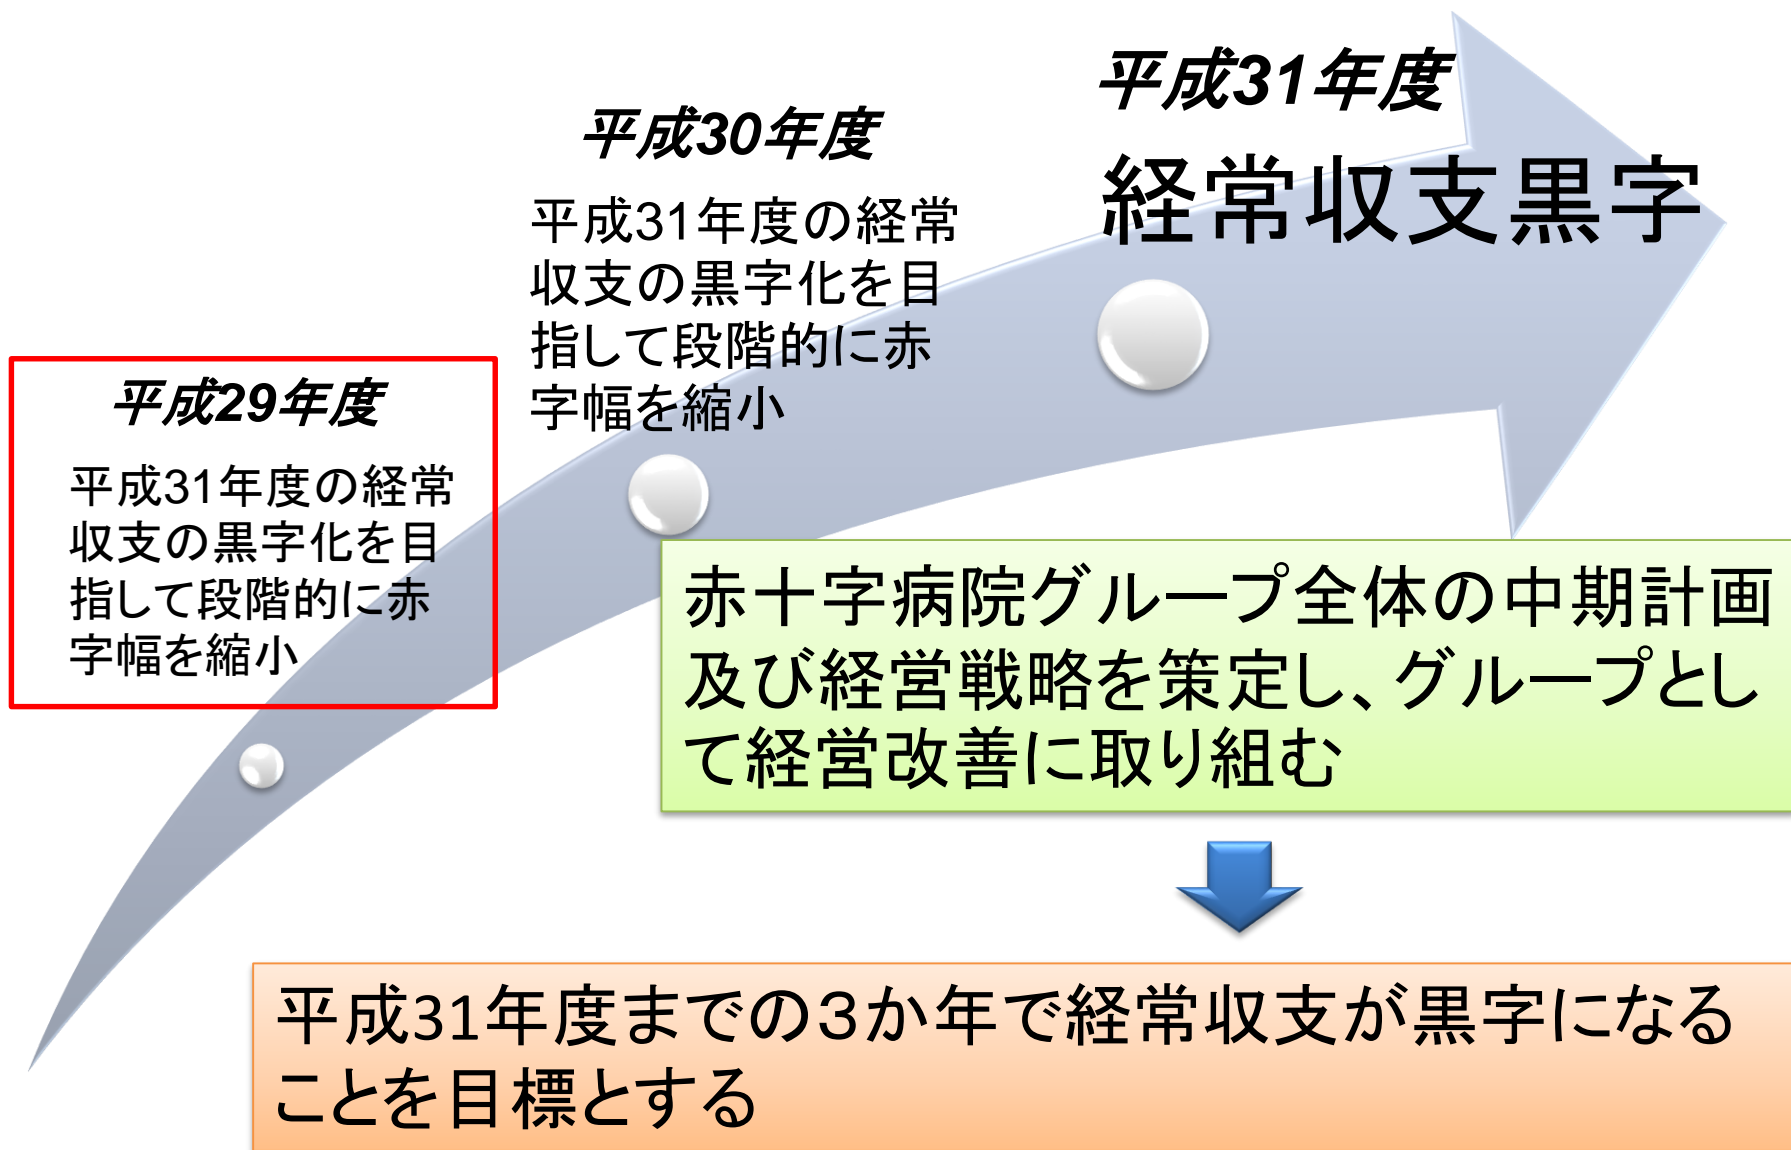 平成31年度
経常収支黒字
平成30年度
平成31年度の経常
収支の黒字化を目
指して段階的に赤
字幅を縮小
平成29年度
平成31年度の経常
収支の黒字化を目
指して段階的に赤
字幅を縮小
赤十字病院グループ全体の中期計画
及び経営戦略を策定し、グループとし
て経営改善に取り組む
平成31年度までの３か年で経常収支が黒字になる
ことを目標とする